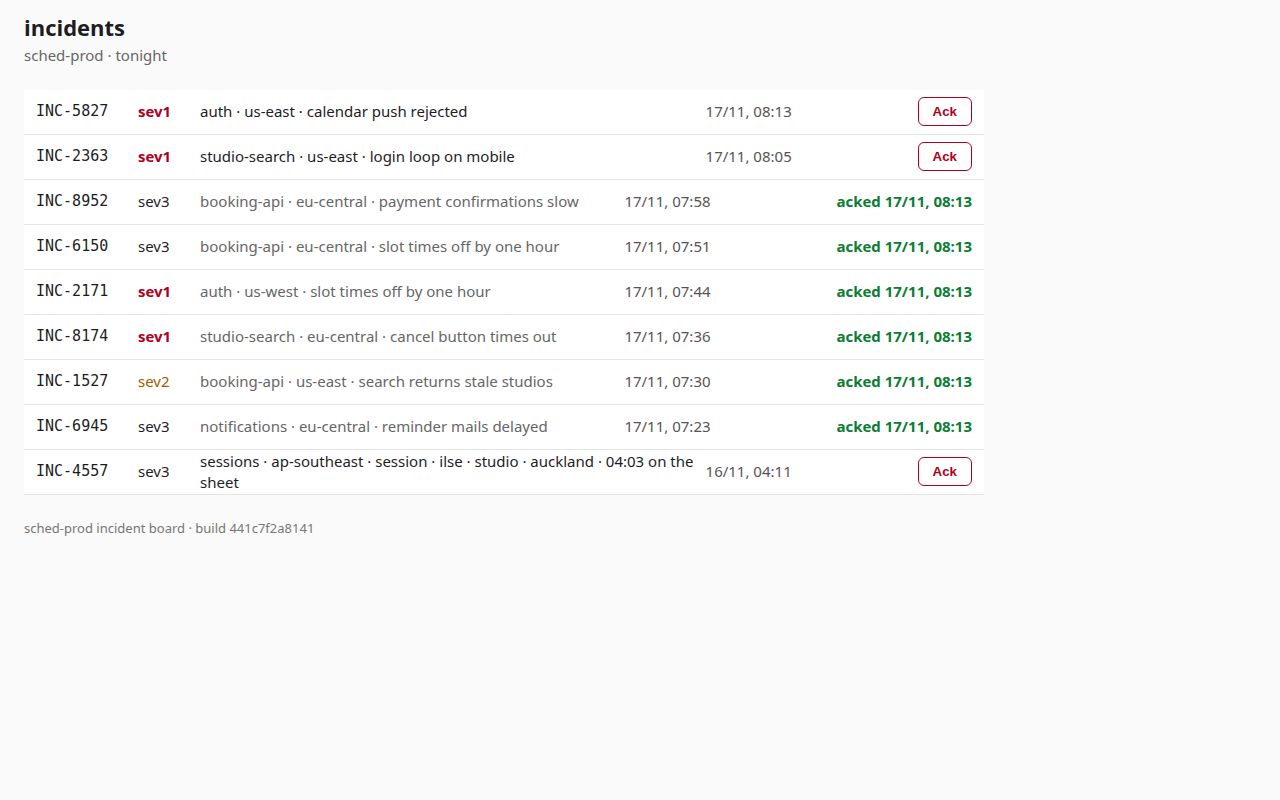 incidents
sched-prod · tonight
INC-5827 sev1 auth · us-east · calendar push rejected 17/11, 08:13 Ack
INC-2363 sev1 studio-search · us-east · login loop on mobile 17/11, 08:05 Ack
INC-8952 sev3 booking-api · eu-central · payment confirmations slow 17/11, 07:58 acked 17/11, 08:13
INC-6150 sev3 booking-api · eu-central · slot times off by one hour 17/11, 07:51 acked 17/11, 08:13
INC-2171 sev1 auth · us-west · slot times off by one hour 17/11, 07:44 acked 17/11, 08:13
INC-8174 sev1 studio-search · eu-central · cancel button times out 17/11, 07:36 acked 17/11, 08:13
INC-1527 sev2 booking-api · us-east · search returns stale studios 17/11, 07:30 acked 17/11, 08:13
INC-6945 sev3 notifications · eu-central · reminder mails delayed 17/11, 07:23 acked 17/11, 08:13
INC-4557 sev3 sessions · ap-southeast · session · ilse · studio · auckland · 04:03 on the 16/11, 04:11 Ack
sheet
sched-prod incident board · build 441c7f2a8141